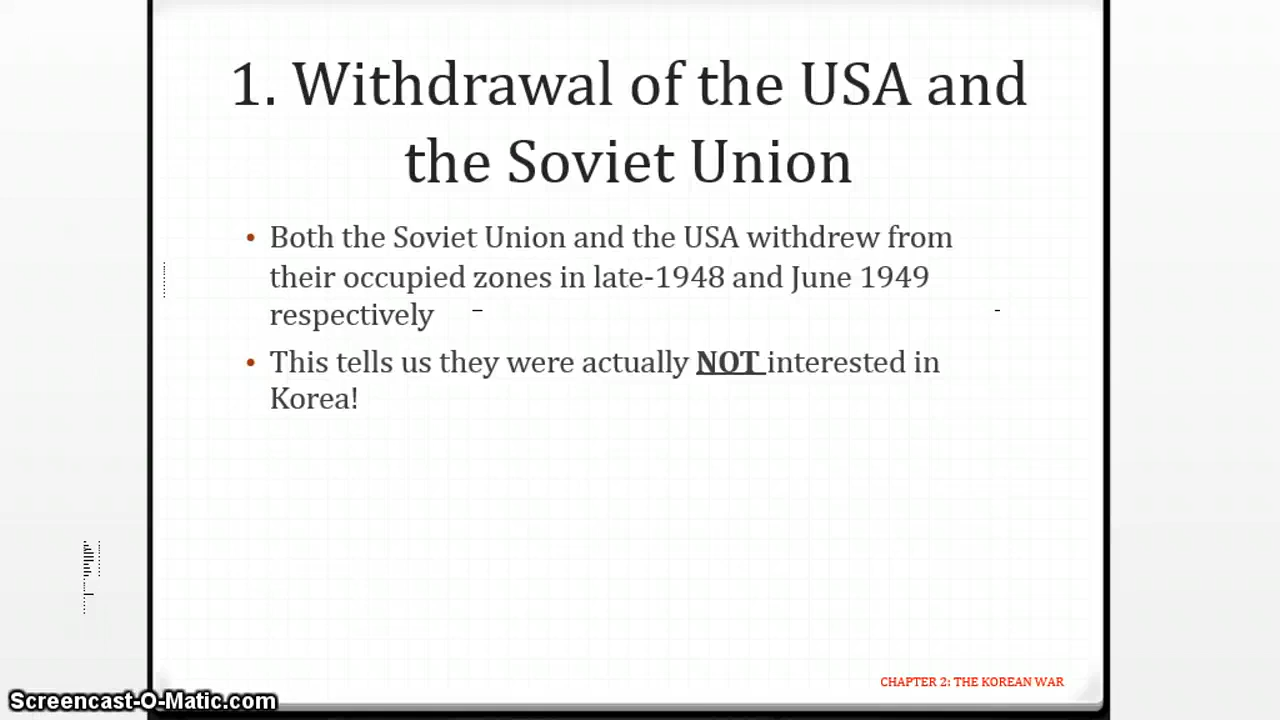 1. Withdrawal of the USA and
the Soviet Union
• Both the Soviet Union and the USA withdrew from
their occupied zones in late-1948 and June 1949
respectively
• This tells us they were actually NOT interested in
Korea!
CHAPTER 2: THE KOREAN WAR
Screencast-O-Matic.com